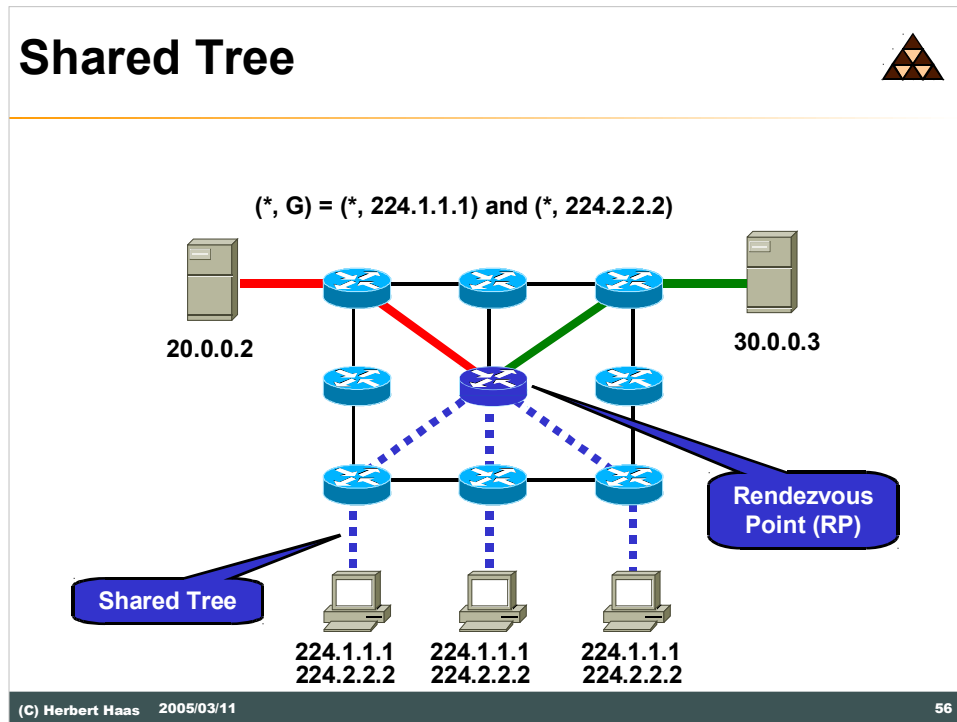 Shared Tree
(*, G) = (*, 224.1.1.1) and (*, 224.2.2.2)
20.0.0.2
30.0.0.3
Rendezvous
Point (RP)
Shared Tree
224.1.1.1
224.2.2.2
224.1.1.1
224.2.2.2
224.1.1.1
224.2.2.2
(C) Herbert Haas 2005/03/11
56